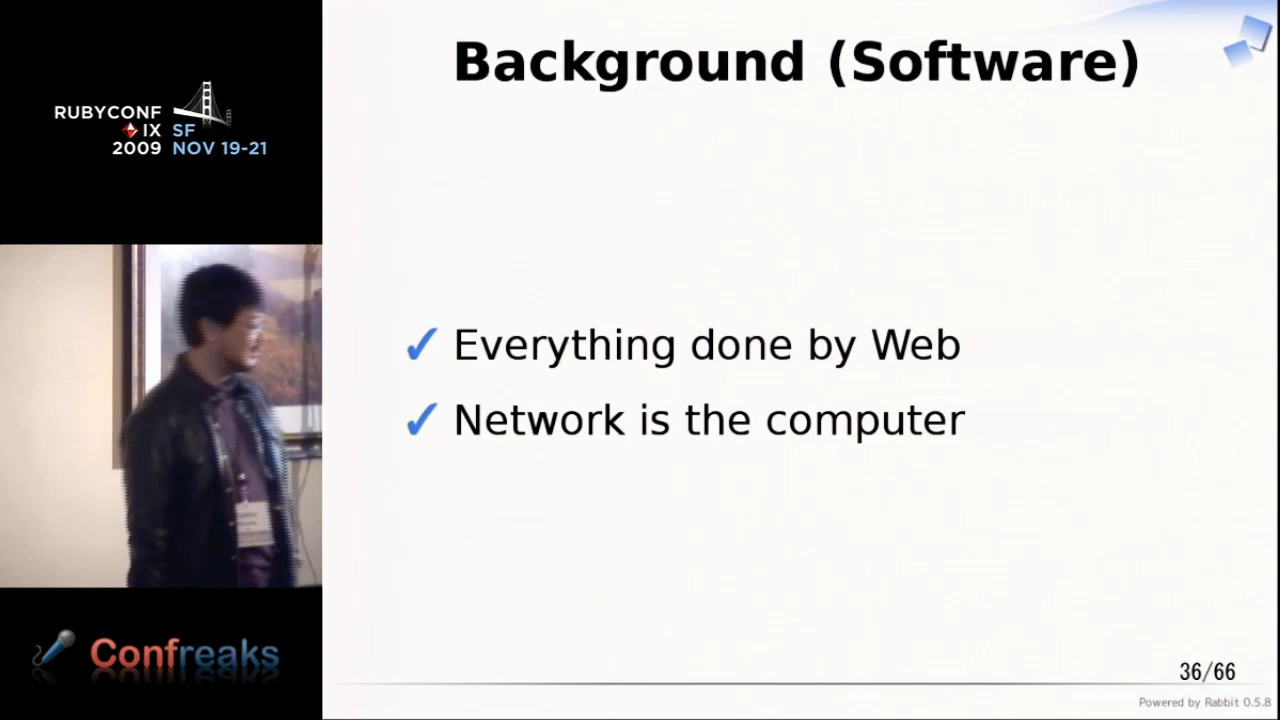 RUBYCONF
IX SF
2009 NOV 19-21
Background (Software)
✓ Everything done by Web
✓ Network is the computer
36/66
Powered by Rabbit 0.5.8
Confreaks